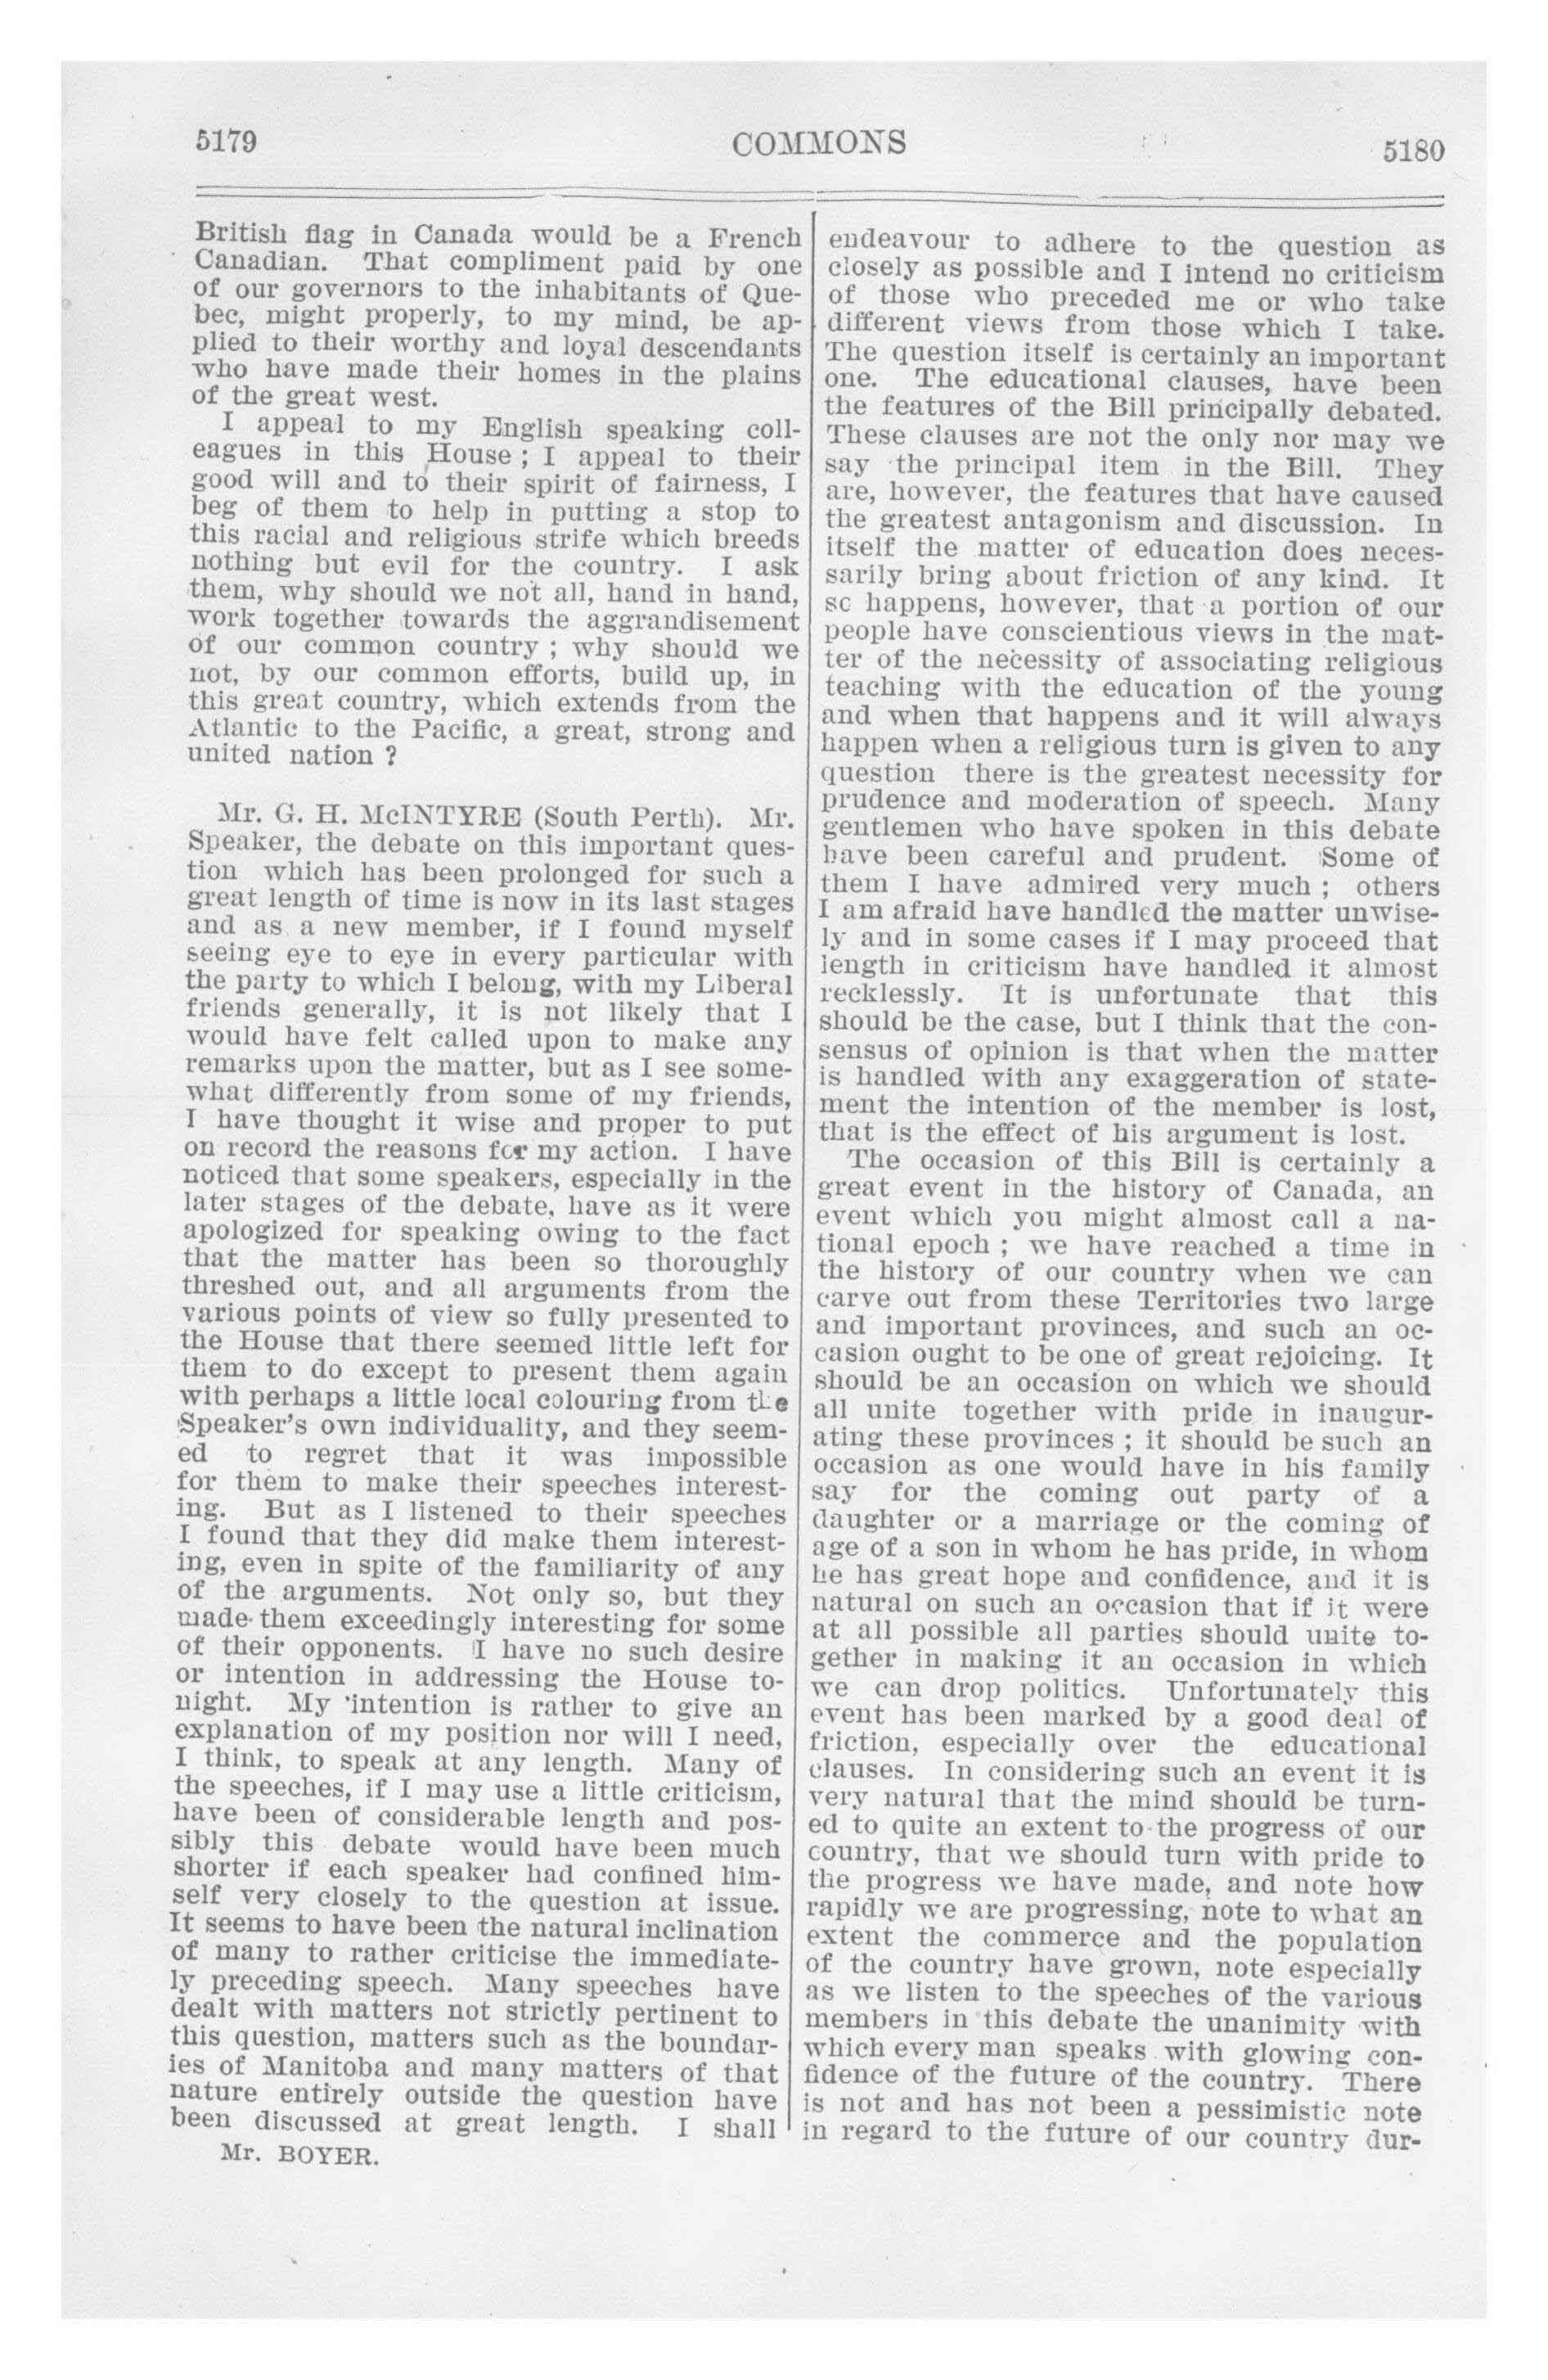 5179
COMMONS
5180
British flag in Canada would be a French
Canadian. That compliment paid by one
of our governors to the inhabitants of Que-
bec, might properly, to my mind, be ap-
plied to their worthy and loyal descendants
who have made their homes in the plains
of the great west.
I appeal to my English speaking coll-
eagues in this House ; I appeal to their
good will and to their spirit of fairness, I
beg of them to help in putting a stop to
this racial and religious strife which breeds
nothing but evil for the country. I ask
them, why should we not all, hand in hand,
work together towards the aggrandisement
of our common country ; why should we
not, by our common efforts, build up, in
this great country, which extends from the
Atlantic to the Pacific, a great, strong and
united nation ?
Mr. G. H. McINTYRE (South Perth). Mr.
Speaker, the debate on this important ques-
tion which has been prolonged for such a
great length of time is now in its last stages
and as a new member, if I found myself
seeing eye to eye in every particular with
the party to which I belong, with my Liberal
friends generally, it is not likely that I
would have felt called upon to make any
remarks upon the matter, but as I see some-
what differently from some of my friends,
I have thought it wise and proper to put
on record the reasons for my action. I have
noticed that some speakers, especially in the
later stages of the debate, have as it were
apologized for speaking owing to the fact
that the matter has been so thoroughly
threshed out, and all arguments from the
various points of view so fully presented to
the House that there seemed little left for
them to do except to present them again
with perhaps a little local colouring from the
Speaker's own individuality, and they seem-
ed to regret that it was impossible
for them to make their speeches interest-
ing. But as I listened to their speeches
I found that they did make them interest-
ing, even in spite of the familiarity of any
of the arguments. Not only so, but they
made them exceedingly interesting for some
of their opponents. I have no such desire
or intention in addressing the House to-
night. My intention is rather to give an
explanation of my position nor will I need,
I think, to speak at any length. Many of
the speeches, if I may use a little criticism,
have been of considerable length and pos-
sibly this debate would have been much
shorter if each speaker had confined him-
self very closely to the question at issue.
It seems to have been the natural inclination
of many to rather criticise the immediate-
ly preceding speech. Many speeches have
dealt with matters not strictly pertinent to
this question, matters such as the boundar-
ies of Manitoba and many matters of that
nature entirely outside the question have
been discussed at great length. I shall
Mr. BOYER.
endeavour to adhere to the question as
closely as possible and I intend no criticism
of those who preceded me or who take
different views from those which I take.
The question itself is certainly an important
one. The educational clauses, have been
the features of the Bill principally debated.
These clauses are not the only nor may we
say the principal item in the Bill. They
are, however, the features that have caused
the greatest antagonism and discussion. In
itself the matter of education does neces-
sarily bring about friction of any kind. It
so happens, however, that a portion of our
people have conscientious views in the mat-
ter of the necessity of associating religious
teaching with the education of the young
and when that happens and it will always
happen when a religious turn is given to any
question there is the greatest necessity for
prudence and moderation of speech. Many
gentlemen who have spoken in this debate
have been careful and prudent. Some of
them I have admired very much ; others
I am afraid have handled the matter unwise-
ly and in some cases if I may proceed that
length in criticism have handled it almost
recklessly. It is unfortunate that this
should be the case, but I think that the con-
sensus of opinion is that when the matter
is handled with any exaggeration of state-
ment the intention of the member is lost,
that is the effect of his argument is lost.
The occasion of this Bill is certainly a
great event in the history of Canada, an
event which you might almost call a na-
tional epoch ; we have reached a time in
the history of our country when we can
carve out from these Territories two large
and important provinces, and such an oc-
casion ought to be one of great rejoicing. It
should be an occasion on which we should
all unite together with pride in inaugur-
ating these provinces ; it should be such an
occasion as one would have in his family
say for the coming out party of a
daughter or a marriage or the coming of
age of a son in whom he has pride, in whom
he has great hope and confidence, and it is
natural on such an occasion that if it were
at all possible all parties should unite to-
gether in making it an occasion in which
we can drop politics. Unfortunately this
event has been marked by a good deal of
friction, especially over the educational
clauses. In considering such an event it is
very natural that the mind should be turn-
ed to quite an extent to the progress of our
country, that we should turn with pride to
the progress we have made, and note how
rapidly we are progressing, note to what an
extent the commerce and the population
of the country have grown, note especially
as we listen to the speeches of the various
members in this debate the unanimity with
which every man speaks with glowing con-
fidence of the future of the country. There
is not and has not been a pessimistic note
in regard to the future of our country dur-